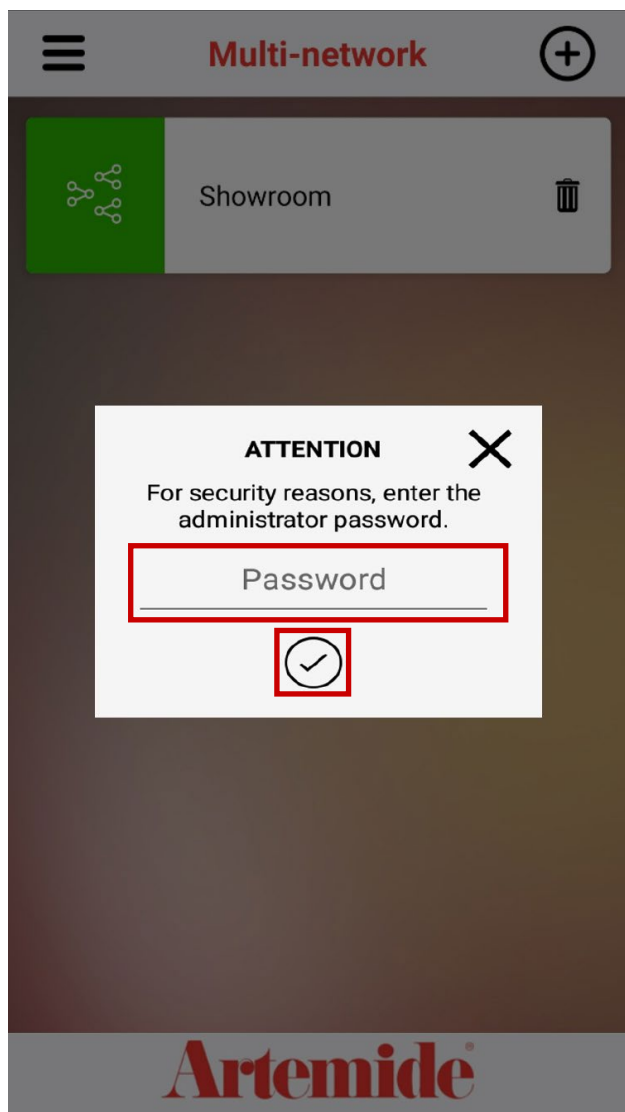 Multi-network
Showroom
ATTENTION
For security reasons, enter the
administrator password.
Password
Artemide®